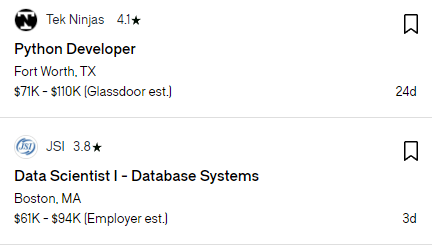 Tek Ninjas 4.1★
Python Developer
Fort Worth, TX
$71K - $110K (Glassdoor est.) 24d
JSI JSI 3.8★
Data Scientist I - Database Systems
Boston, MA
$61K - $94K (Employer est.) 3d